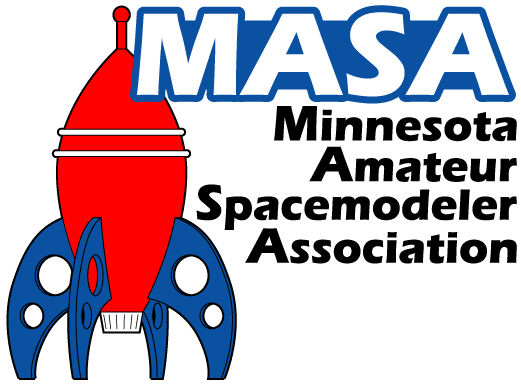 MASA
Minnesota
Amateur
Spacemodeler
Association